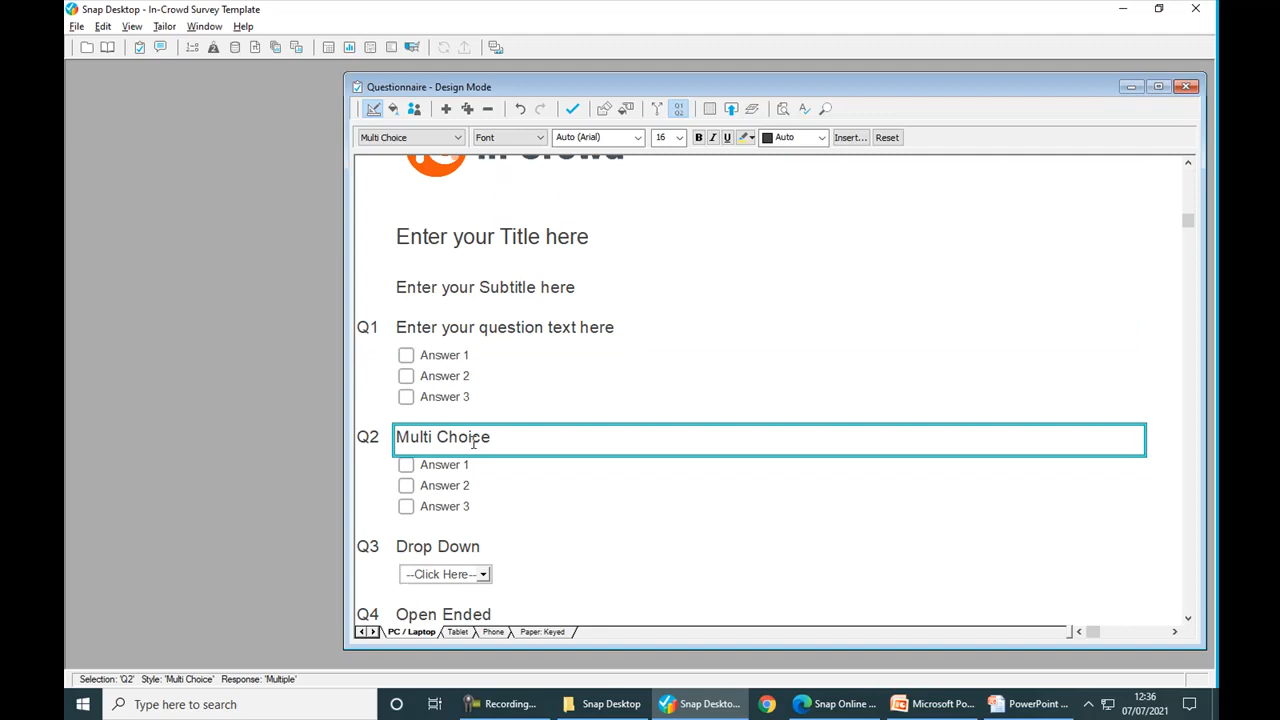 Snap Desktop - In-Crowd Survey Template
File Edit View Tailor Window Help
Questionnaire - Design Mode
Q1
Q2
Multi Choice Font Auto (Arial) 16 B I U Auto Insert... Reset
In-Crowd
Enter your Title here
Enter your Subtitle here
Q1 Enter your question text here
Answer 1
Answer 2
Answer 3
Q2 Multi Choice
Answer 1
Answer 2
Answer 3
Q3 Drop Down
--Click Here--
Q4 Open Ended
PC / Laptop Tablet Phone Paper: Keyed
Selection: 'Q2' Style: 'Multi Choice' Response: 'Multiple'
Type here to search Recording... Snap Desktop Snap Deskto... Snap Online ... Microsoft Po... PowerPoint ... 12:36
07/07/2021